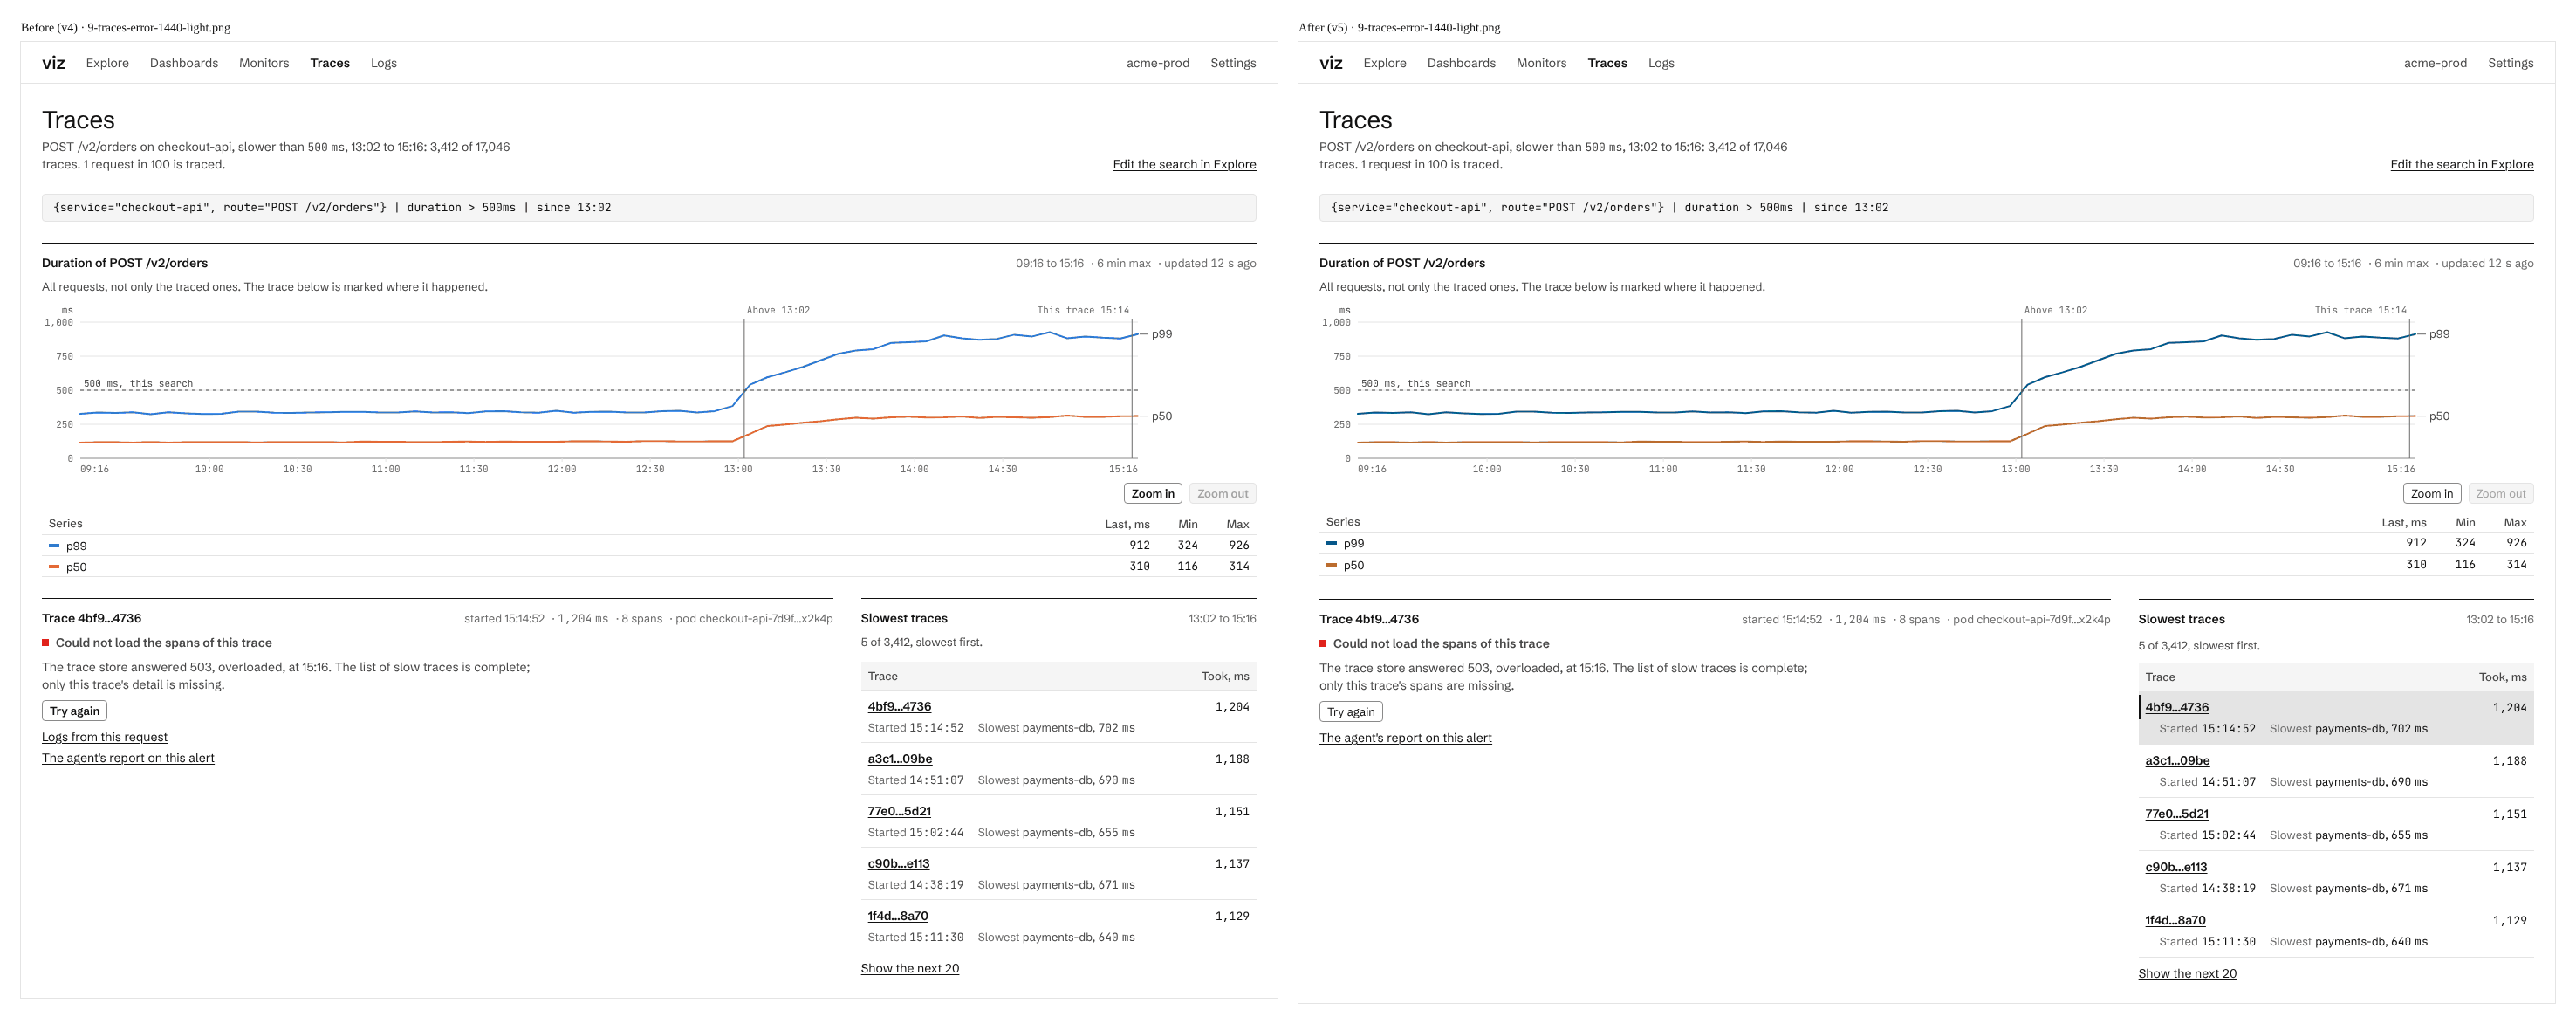 Before (v4) · 9-traces-error-1440-light.png
viz Explore Dashboards Monitors Traces Logs acme-prod Settings
Traces
POST /v2/orders on checkout-api, slower than 500 ms, 13:02 to 15:16: 3,412 of 17,046
traces. 1 request in 100 is traced.
Edit the search in Explore
{service="checkout-api", route="POST /v2/orders"} | duration > 500ms | since 13:02
Duration of POST /v2/orders 09:16 to 15:16 · 6 min max · updated 12 s ago
All requests, not only the traced ones. The trace below is marked where it happened.
ms Above 13:02 This trace 15:14
1,000
p99
750
500 500 ms, this search
p50
250
0
09:16 10:00 10:30 11:00 11:30 12:00 12:30 13:00 13:30 14:00 14:30 15:16
Zoom in Zoom out
Series Last, ms Min Max
p99 912 324 926
p50 310 116 314
Trace 4bf9…4736 started 15:14:52 · 1,204 ms · 8 spans · pod checkout-api-7d9f…x2k4p
Could not load the spans of this trace
The trace store answered 503, overloaded, at 15:16. The list of slow traces is complete;
only this trace's detail is missing.
Try again
Logs from this request
The agent's report on this alert
Slowest traces 13:02 to 15:16
5 of 3,412, slowest first.
Trace Took, ms
4bf9…4736 1,204
Started 15:14:52 Slowest payments-db, 702 ms
a3c1…09be 1,188
Started 14:51:07 Slowest payments-db, 690 ms
77e0…5d21 1,151
Started 15:02:44 Slowest payments-db, 655 ms
c90b…e113 1,137
Started 14:38:19 Slowest payments-db, 671 ms
1f4d…8a70 1,129
Started 15:11:30 Slowest payments-db, 640 ms
Show the next 20
After (v5) · 9-traces-error-1440-light.png
viz Explore Dashboards Monitors Traces Logs acme-prod Settings
Traces
POST /v2/orders on checkout-api, slower than 500 ms, 13:02 to 15:16: 3,412 of 17,046
traces. 1 request in 100 is traced.
Edit the search in Explore
{service="checkout-api", route="POST /v2/orders"} | duration > 500ms | since 13:02
Duration of POST /v2/orders 09:16 to 15:16 · 6 min max · updated 12 s ago
All requests, not only the traced ones. The trace below is marked where it happened.
ms Above 13:02 This trace 15:14
1,000
p99
750
500 500 ms, this search
p50
250
0
09:16 10:00 10:30 11:00 11:30 12:00 12:30 13:00 13:30 14:00 14:30 15:16
Zoom in Zoom out
Series Last, ms Min Max
p99 912 324 926
p50 310 116 314
Trace 4bf9…4736 started 15:14:52 · 1,204 ms · 8 spans · pod checkout-api-7d9f…x2k4p
Could not load the spans of this trace
The trace store answered 503, overloaded, at 15:16. The list of slow traces is complete;
only this trace's spans are missing.
Try again
The agent's report on this alert
Slowest traces 13:02 to 15:16
5 of 3,412, slowest first.
Trace Took, ms
4bf9…4736 1,204
Started 15:14:52 Slowest payments-db, 702 ms
a3c1…09be 1,188
Started 14:51:07 Slowest payments-db, 690 ms
77e0…5d21 1,151
Started 15:02:44 Slowest payments-db, 655 ms
c90b…e113 1,137
Started 14:38:19 Slowest payments-db, 671 ms
1f4d…8a70 1,129
Started 15:11:30 Slowest payments-db, 640 ms
Show the next 20